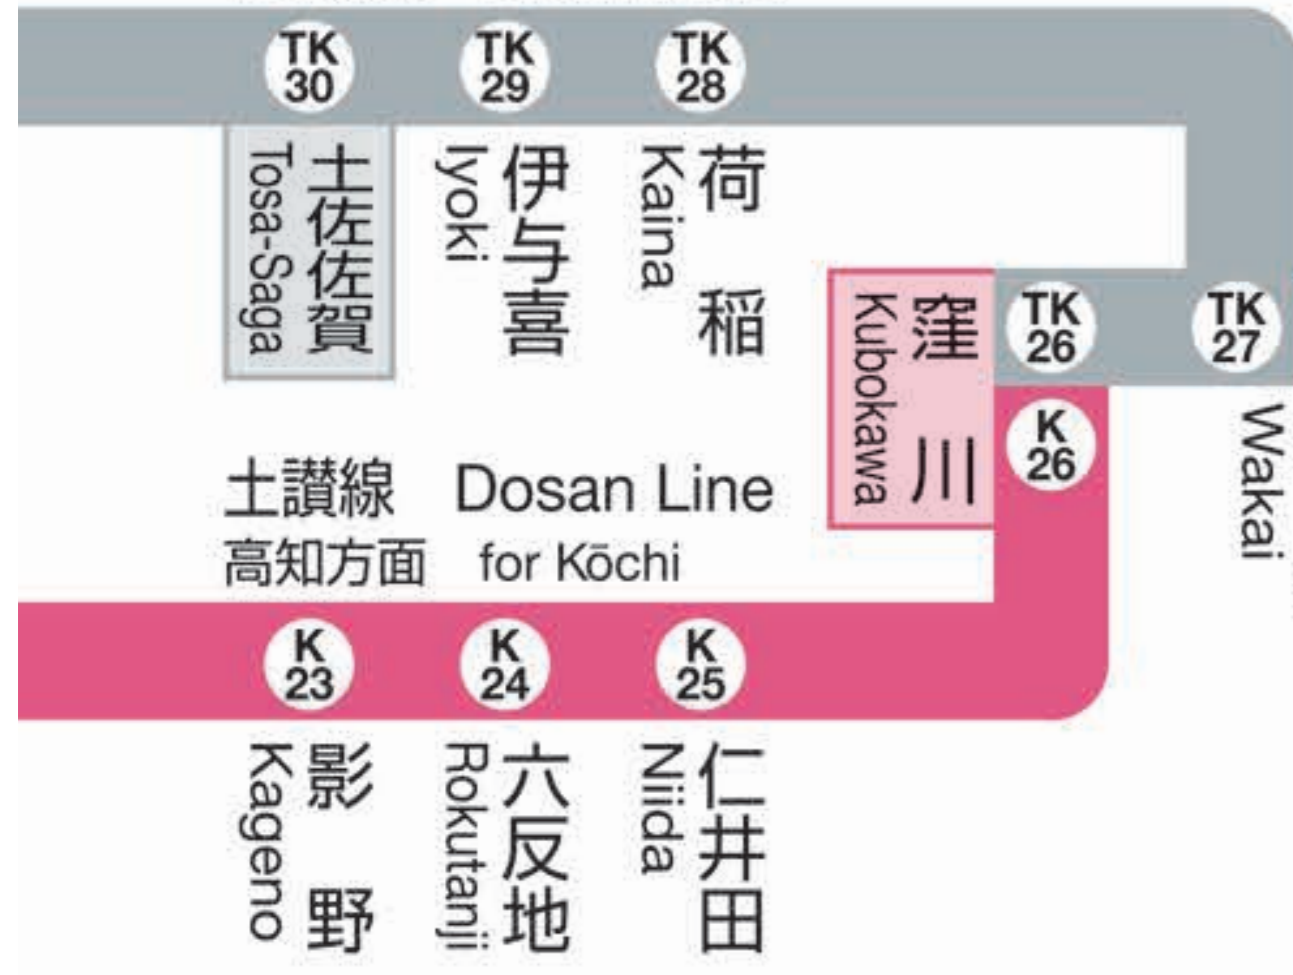 TK 30
TK 29
TK 28
土佐佐賀
Tosa-Saga
伊与喜
Iyoki
荷稲
Kaina
窪川
Kubokawa
TK 26
TK 27
K 26
Wakai
土讃線 Dosan Line
高知方面 for Kōchi
K 23
K 24
K 25
影野
Kageno
六反地
Rokutanji
仁井田
Niida